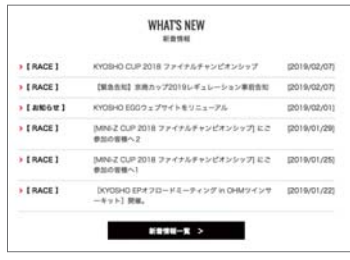 WHAT'S NEW
新着情報
【 RACE 】 KYOSHO CUP 2018 ファイナルチャンピオンシップ [2019/02/07]
【 RACE 】 【緊急告知】京商カップ2019レギュレーション事前告知 [2019/02/07]
【 お知らせ 】 KYOSHO EGGウェブサイトをリニューアル [2019/02/01]
【 RACE 】 [MINI-Z CUP 2018 ファイナルチャンピオンシップ] にご [2019/01/29]
参加の皆様へ2
【 RACE 】 [MINI-Z CUP 2018 ファイナルチャンピオンシップ] にご [2019/01/25]
参加の皆様へ1
【 RACE 】 [KYOSHO EPオフロードミーティング in OHMツインサ [2019/01/22]
ーキット] 開催。
新着情報一覧 >